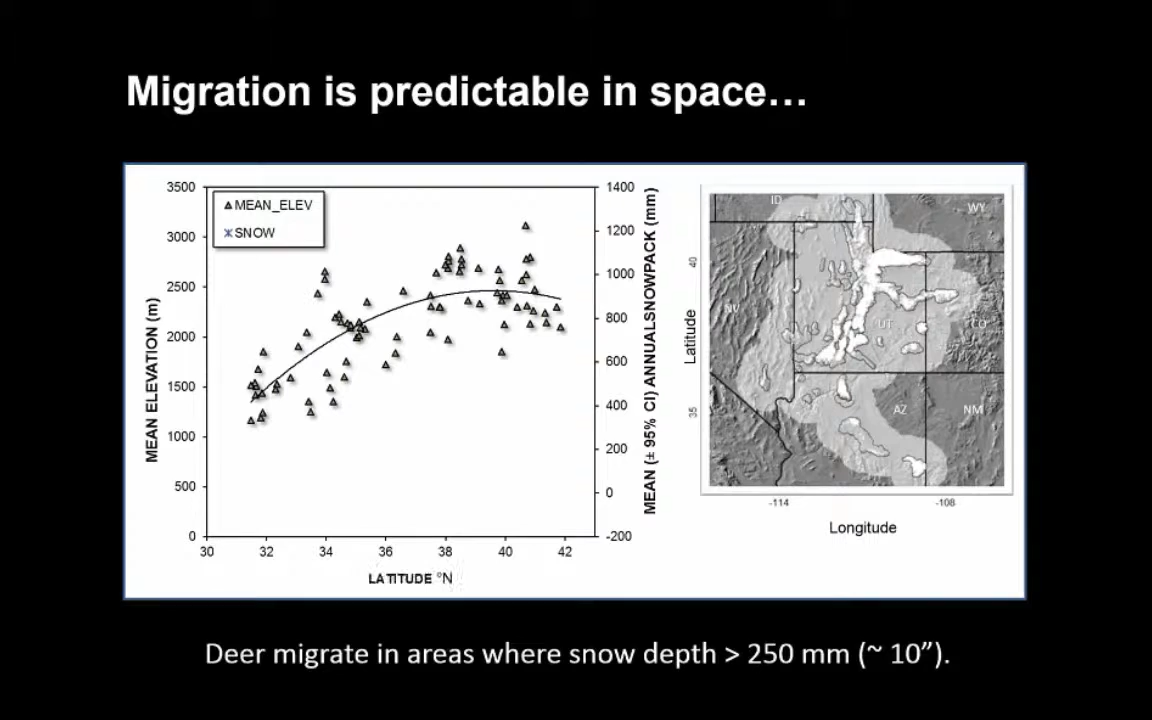 Migration is predictable in space…
3500
3000
2500
2000
1500
1000
500
0
MEAN ELEVATION (m)
MEAN_ELEV
SNOW
30
32
34
36
38
40
42
LATITUDE °N
1400
1200
1000
800
600
400
200
0
-200
MEAN (± 95% CI) ANNUALSNOWPACK (mm)
ID
WY
NV
UT
CO
AZ
NM
40
35
Latitude
-114
-108
Longitude
Deer migrate in areas where snow depth > 250 mm (~ 10”).